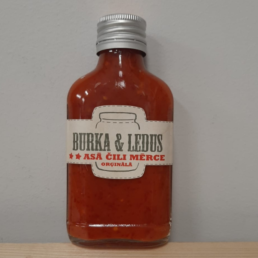 BURKA & LEDUS
ASĀ ČILI MĒRCE
ORIĢINĀLĀ